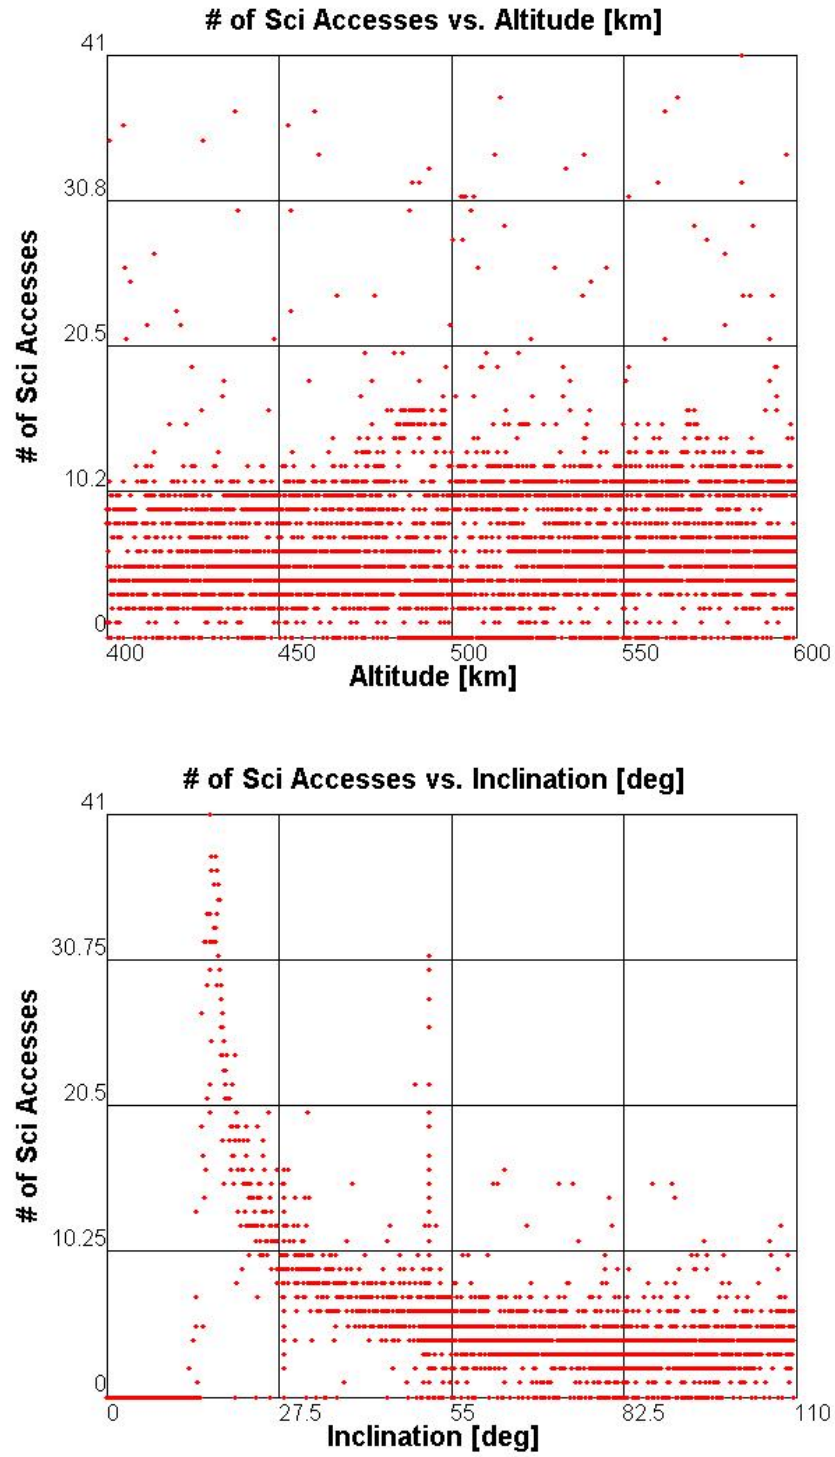 # of Sci Accesses vs. Altitude [km]
41
30.8
20.5
10.2
0
# of Sci Accesses
400 450 500 550 600
Altitude [km]
# of Sci Accesses vs. Inclination [deg]
41
30.75
20.5
10.25
0
# of Sci Accesses
0 27.5 55 82.5 110
Inclination [deg]